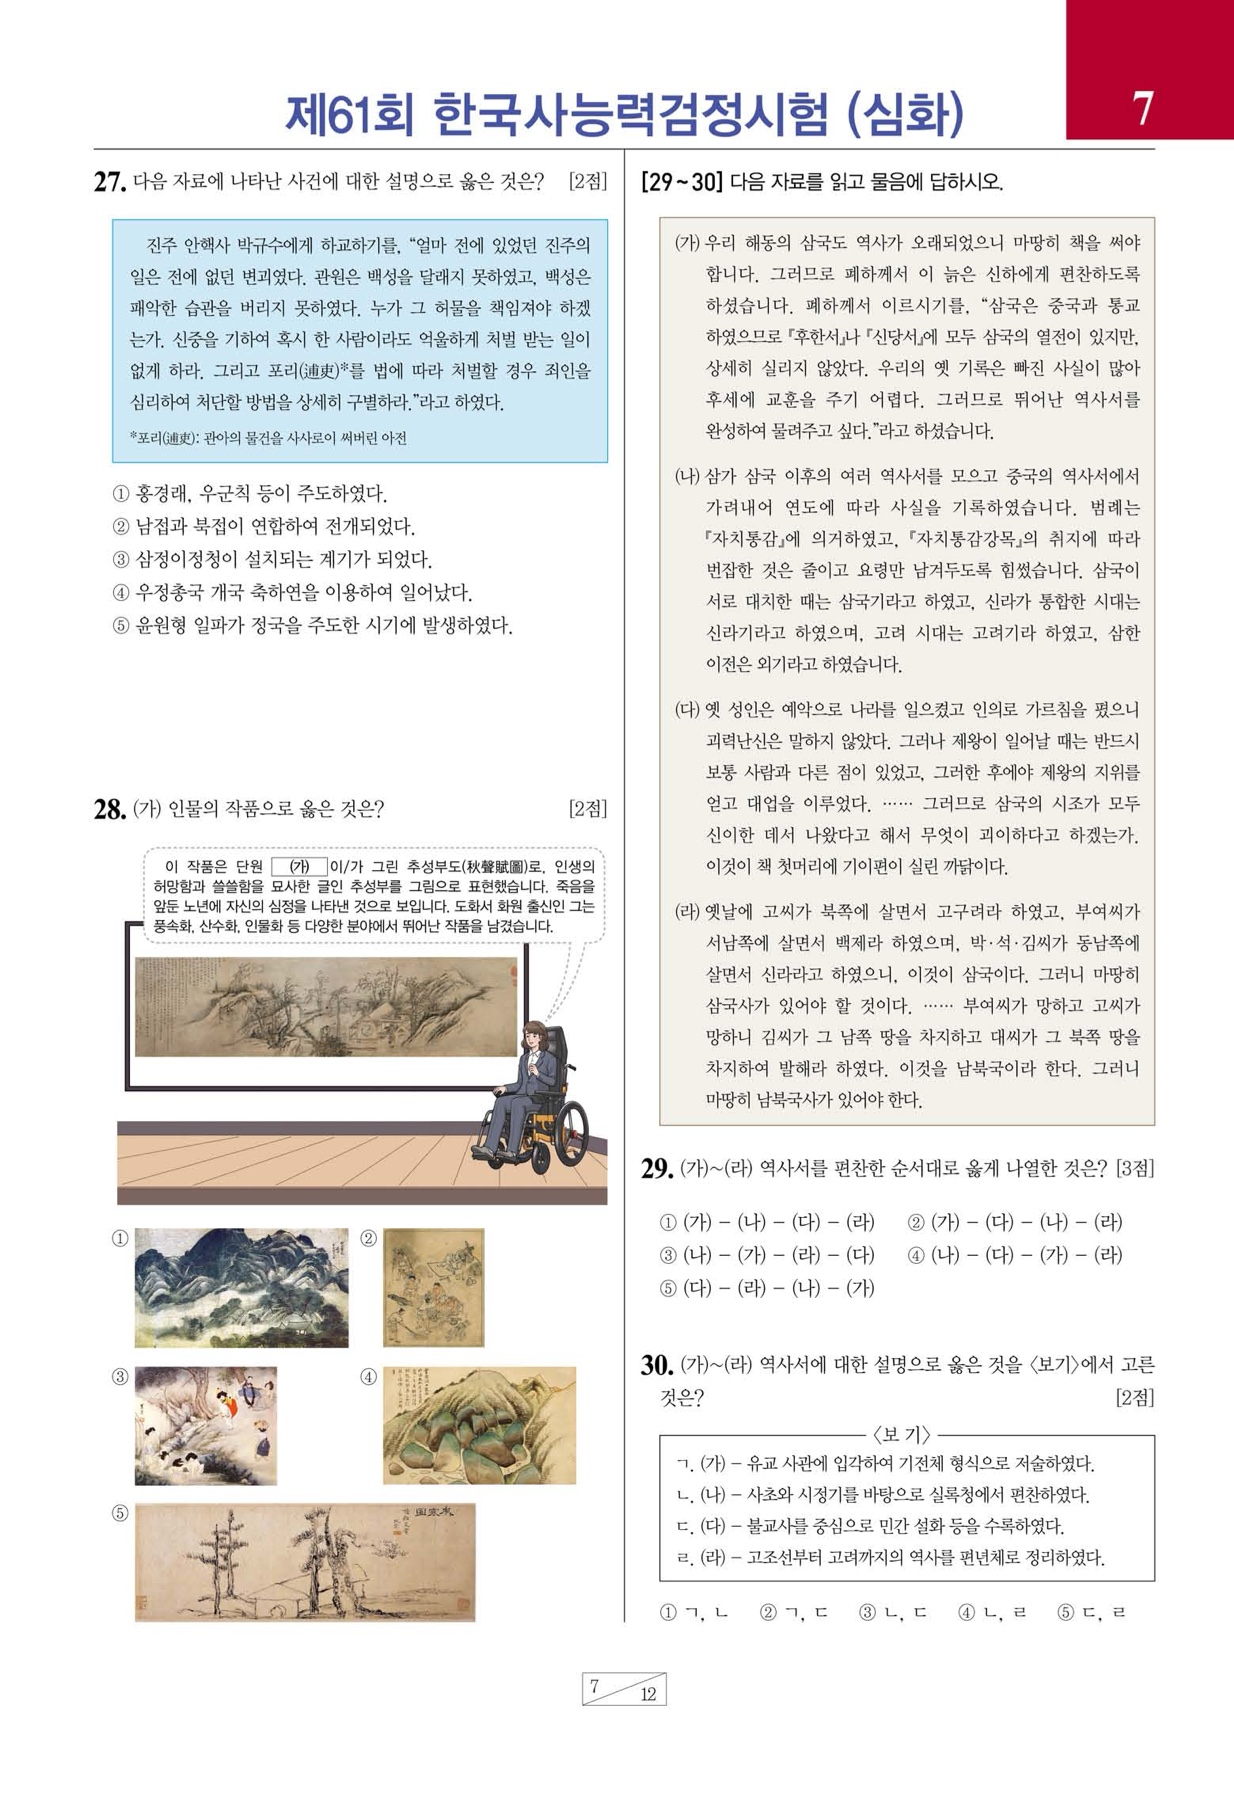 제61회 한국사능력검정시험 (심화)
7
27. 다음 자료에 나타난 사건에 대한 설명으로 옳은 것은? [2점]
진주 안핵사 박규수에게 하교하기를, “얼마 전에 있었던 진주의
일은 전에 없던 변괴였다. 관원은 백성을 달래지 못하였고, 백성은
패악한 습관을 버리지 못하였다. 누가 그 허물을 책임져야 하겠
는가. 신중을 기하여 혹시 한 사람이라도 억울하게 처벌 받는 일이
없게 하라. 그리고 포리(逋吏)*를 법에 따라 처벌할 경우 죄인을
심리하여 처단할 방법을 상세히 구별하라.”라고 하였다.
*포리(逋吏): 관아의 물건을 사사로이 써버린 아전
① 홍경래, 우군칙 등이 주도하였다.
② 남접과 북접이 연합하여 전개되었다.
③ 삼정이정청이 설치되는 계기가 되었다.
④ 우정총국 개국 축하연을 이용하여 일어났다.
⑤ 윤원형 일파가 정국을 주도한 시기에 발생하였다.
28. (가) 인물의 작품으로 옳은 것은? [2점]
이 작품은 단원 (가) 이/가 그린 추성부도(秋聲賦圖)로, 인생의
허망함과 쓸쓸함을 묘사한 글인 추성부를 그림으로 표현했습니다. 죽음을
앞둔 노년에 자신의 심정을 나타낸 것으로 보입니다. 도화서 화원 출신인 그는
풍속화, 산수화, 인물화 등 다양한 분야에서 뛰어난 작품을 남겼습니다.
① ②
③ ④
⑤
[29~30] 다음 자료를 읽고 물음에 답하시오.
(가) 우리 해동의 삼국도 역사가 오래되었으니 마땅히 책을 써야
합니다. 그러므로 폐하께서 이 늙은 신하에게 편찬하도록
하셨습니다. 폐하께서 이르시기를, “삼국은 중국과 통교
하였으므로 『후한서』나 『신당서』에 모두 삼국의 열전이 있지만,
상세히 실리지 않았다. 우리의 옛 기록은 빠진 사실이 많아
후세에 교훈을 주기 어렵다. 그러므로 뛰어난 역사서를
완성하여 물려주고 싶다.”라고 하셨습니다.
(나) 삼가 삼국 이후의 여러 역사서를 모으고 중국의 역사서에서
가려내어 연도에 따라 사실을 기록하였습니다. 범례는
『자치통감』에 의거하였고, 『자치통감강목』의 취지에 따라
번잡한 것은 줄이고 요령만 남겨두도록 힘썼습니다. 삼국이
서로 대치한 때는 삼국기라고 하였고, 신라가 통합한 시대는
신라기라고 하였으며, 고려 시대는 고려기라 하였고, 삼한
이전은 외기라고 하였습니다.
(다) 옛 성인은 예악으로 나라를 일으켰고 인의로 가르침을 폈으니
괴력난신은 말하지 않았다. 그러나 제왕이 일어날 때는 반드시
보통 사람과 다른 점이 있었고, 그러한 후에야 제왕의 지위를
얻고 대업을 이루었다. …… 그러므로 삼국의 시조가 모두
신이한 데서 나왔다고 해서 무엇이 괴이하다고 하겠는가.
이것이 책 첫머리에 기이편이 실린 까닭이다.
(라) 옛날에 고씨가 북쪽에 살면서 고구려라 하였고, 부여씨가
서남쪽에 살면서 백제라 하였으며, 박·석·김씨가 동남쪽에
살면서 신라라고 하였으니, 이것이 삼국이다. 그러니 마땅히
삼국사가 있어야 할 것이다. …… 부여씨가 망하고 고씨가
망하니 김씨가 그 남쪽 땅을 차지하고 대씨가 그 북쪽 땅을
차지하여 발해라 하였다. 이것을 남북국이라 한다. 그러니
마땅히 남북국사가 있어야 한다.
29. (가)~(라) 역사서를 편찬한 순서대로 옳게 나열한 것은? [3점]
① (가) – (나) – (다) – (라) ② (가) – (다) – (나) – (라)
③ (나) – (가) – (라) – (다) ④ (나) – (다) – (가) – (라)
⑤ (다) – (라) – (나) – (가)
30. (가)~(라) 역사서에 대한 설명으로 옳은 것을 〈보기〉에서 고른
것은? [2점]
〈보 기〉
ㄱ. (가) – 유교 사관에 입각하여 기전체 형식으로 저술하였다.
ㄴ. (나) – 사초와 시정기를 바탕으로 실록청에서 편찬하였다.
ㄷ. (다) – 불교사를 중심으로 민간 설화 등을 수록하였다.
ㄹ. (라) – 고조선부터 고려까지의 역사를 편년체로 정리하였다.
① ㄱ, ㄴ ② ㄱ, ㄷ ③ ㄴ, ㄷ ④ ㄴ, ㄹ ⑤ ㄷ, ㄹ
7
12